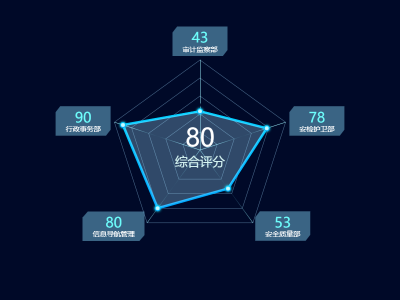 43
审计监察部
90
行政事务部
78
安检护卫部
80
综合评分
80
信息导航管理
53
安全质量部